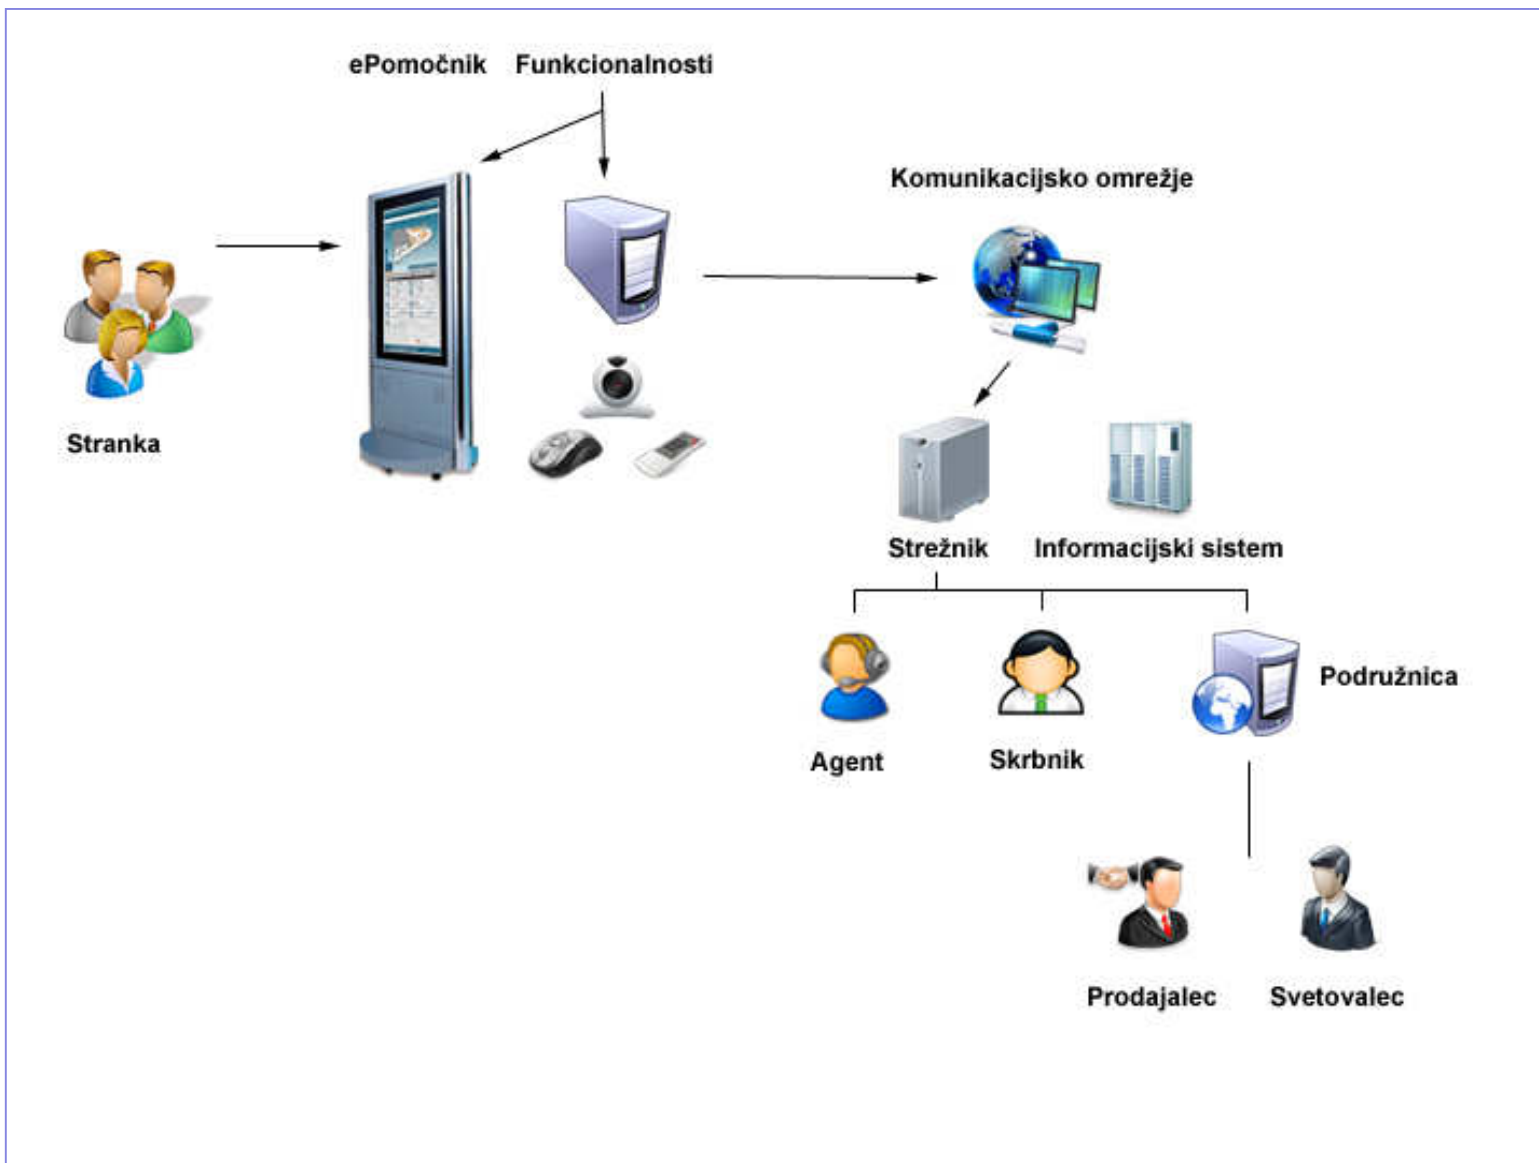 ePomočnik Funkcionalnosti
Komunikacijsko omrežje
Stranka
Strežnik Informacijski sistem
Podružnica
Agent Skrbnik
Prodajalec Svetovalec